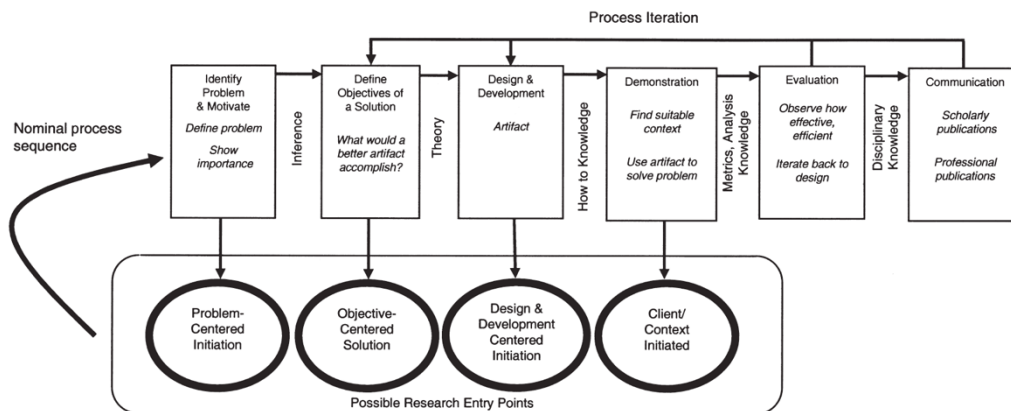 Process Iteration
Nominal process
sequence
Identify
Problem
& Motivate
Define problem
Show
importance
Inference
Define
Objectives of
a Solution
What would a
better artifact
accomplish?
Theory
Design &
Development
Artifact
How to Knowledge
Demonstration
Find suitable
context
Use artifact to
solve problem
Metrics, Analysis
Knowledge
Evaluation
Observe how
effective,
efficient
Iterate back to
design
Disciplinary
Knowledge
Communication
Scholarly
publications
Professional
publications
Problem-
Centered
Initiation
Objective-
Centered
Solution
Design &
Development
Centered
Initiation
Client/
Context
Initiated
Possible Research Entry Points